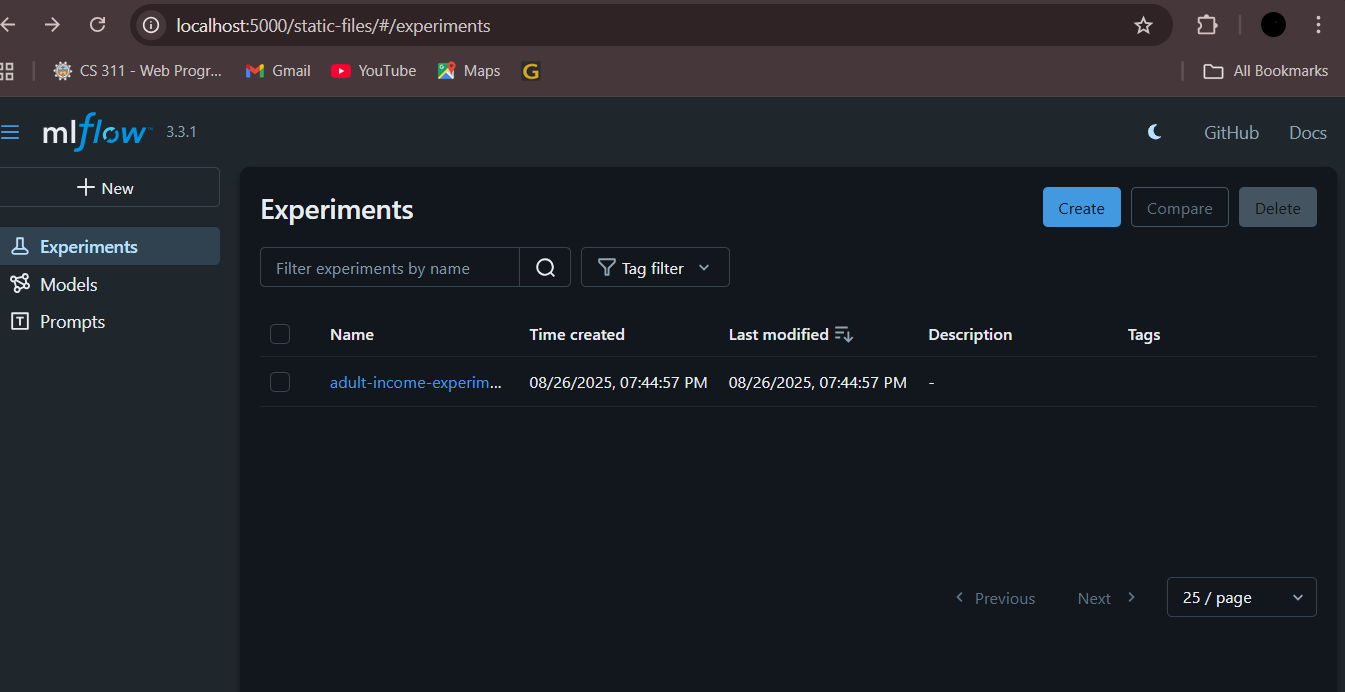 localhost:5000/static-files/#/experiments
CS 311 - Web Progr... Gmail YouTube Maps G All Bookmarks
mlflow™ 3.3.1 GitHub Docs
New
Experiments
Models
Prompts
Experiments
Create Compare Delete
Filter experiments by name Tag filter
Name Time created Last modified Description Tags
adult-income-experim... 08/26/2025, 07:44:57 PM 08/26/2025, 07:44:57 PM -
Previous Next 25 / page